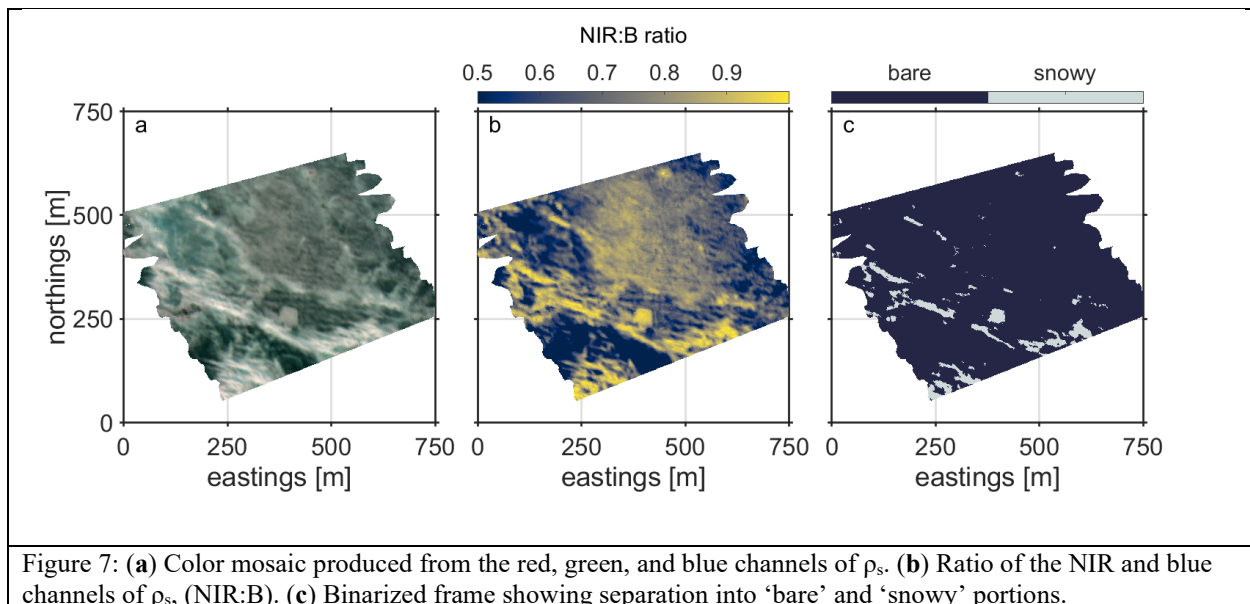 NIR:B ratio
0.5 0.6 0.7 0.8 0.9
bare snowy
750
500
250
0
northings [m]
a
b
c
0 250 500 750
0 250 500 750
0 250 500 750
eastings [m]
eastings [m]
eastings [m]
Figure 7: (a) Color mosaic produced from the red, green, and blue channels of ρs. (b) Ratio of the NIR and blue
channels of ρs, (NIR:B). (c) Binarized frame showing separation into ‘bare’ and ‘snowy’ portions.